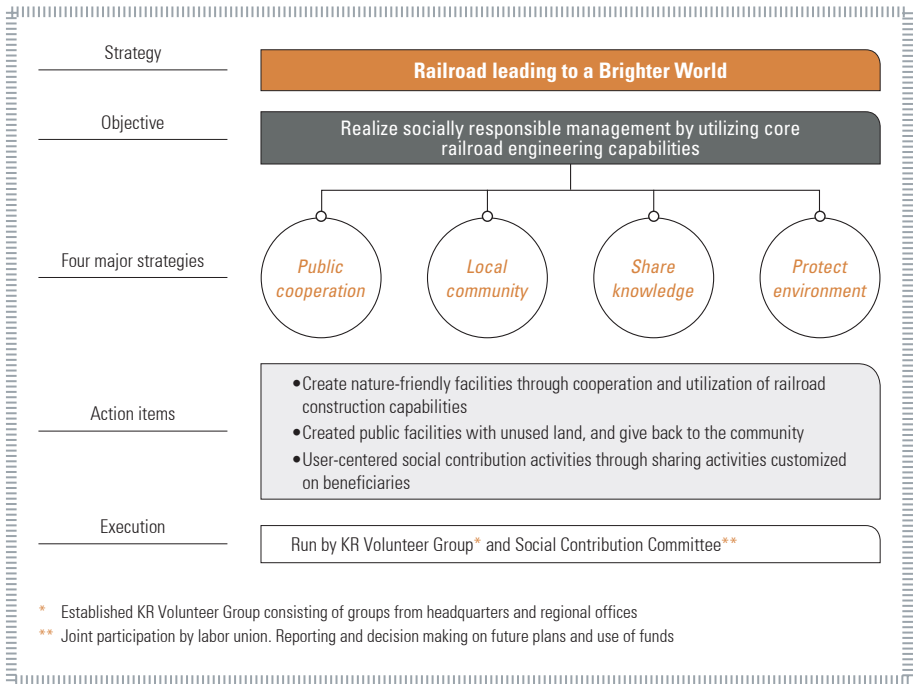 Strategy
Railroad leading to a Brighter World
Objective
Realize socially responsible management by utilizing core
railroad engineering capabilities
Four major strategies
Public
cooperation
Local
community
Share
knowledge
Protect
environment
Action items
•Create nature-friendly facilities through cooperation and utilization of railroad
construction capabilities
•Created public facilities with unused land, and give back to the community
•User-centered social contribution activities through sharing activities customized
on beneficiaries
Execution
Run by KR Volunteer Group* and Social Contribution Committee**
* Established KR Volunteer Group consisting of groups from headquarters and regional offices
** Joint participation by labor union. Reporting and decision making on future plans and use of funds